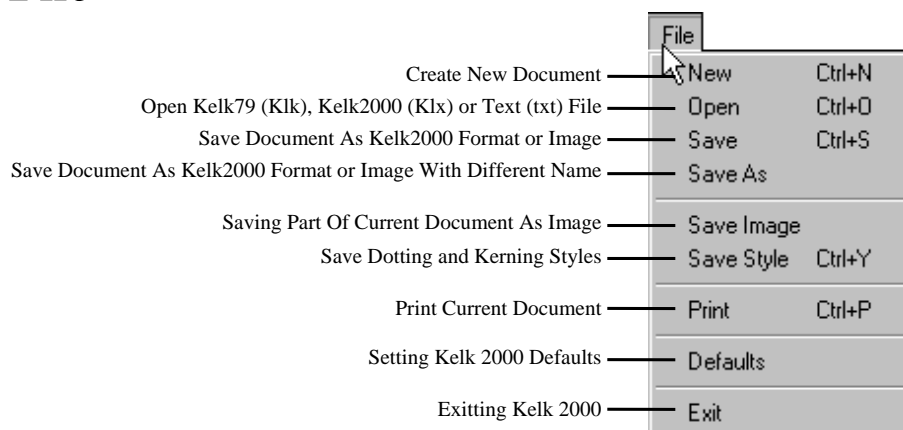 File
Create New Document New Ctrl+N
Open Kelk79 (Klk), Kelk2000 (Klx) or Text (txt) File Open Ctrl+O
Save Document As Kelk2000 Format or Image Save Ctrl+S
Save Document As Kelk2000 Format or Image With Different Name Save As
Saving Part Of Current Document As Image Save Image
Save Dotting and Kerning Styles Save Style Ctrl+Y
Print Current Document Print Ctrl+P
Setting Kelk 2000 Defaults Defaults
Exitting Kelk 2000 Exit